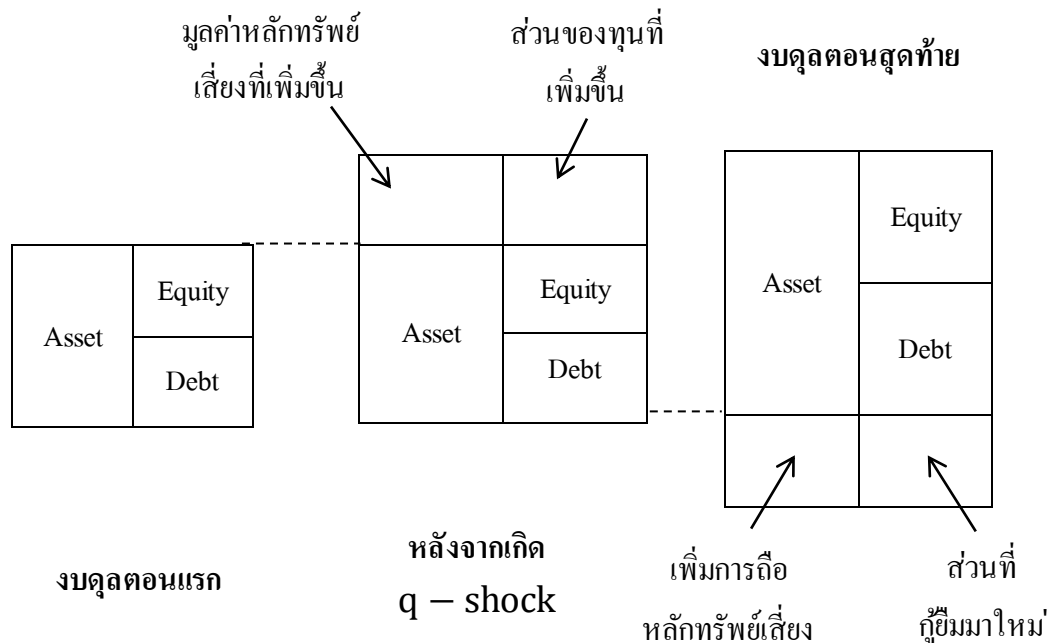 มูลค่าหลักทรัพย์
เสี่ยงที่เพิ่มขึ้น
ส่วนของทุนที่
เพิ่มขึ้น
งบดุลตอนสุดท้าย
Asset
Equity
Debt
งบดุลตอนแรก
Asset
Equity
Debt
หลังจากเกิด
q – shock
Asset
Equity
Debt
เพิ่มการถือ
หลักทรัพย์เสี่ยง
ส่วนที่
กู้ยืมมาใหม่